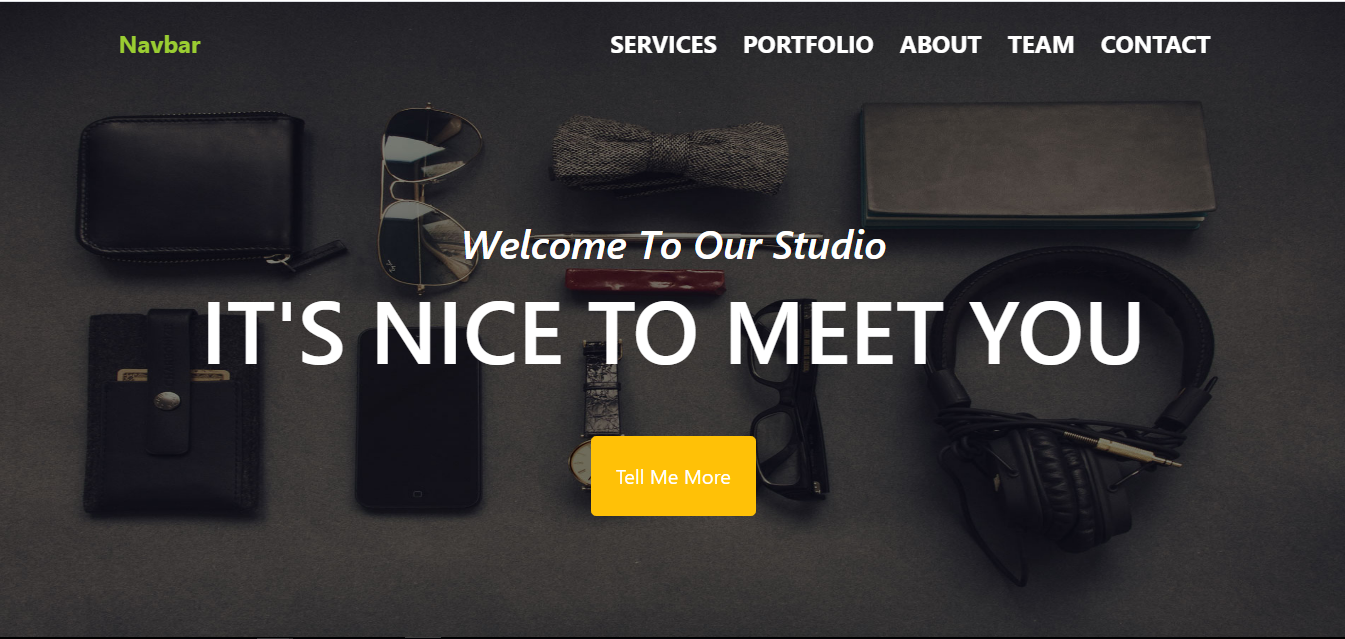 Navbar SERVICES PORTFOLIO ABOUT TEAM CONTACT
Welcome To Our Studio
IT'S NICE TO MEET YOU
Tell Me More